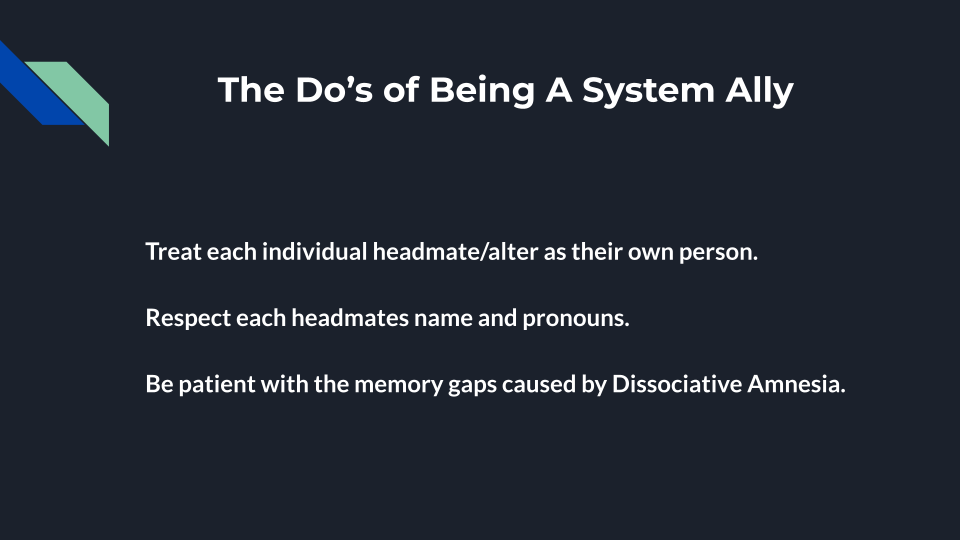 The Do’s of Being A System Ally
Treat each individual headmate/alter as their own person.
Respect each headmates name and pronouns.
Be patient with the memory gaps caused by Dissociative Amnesia.